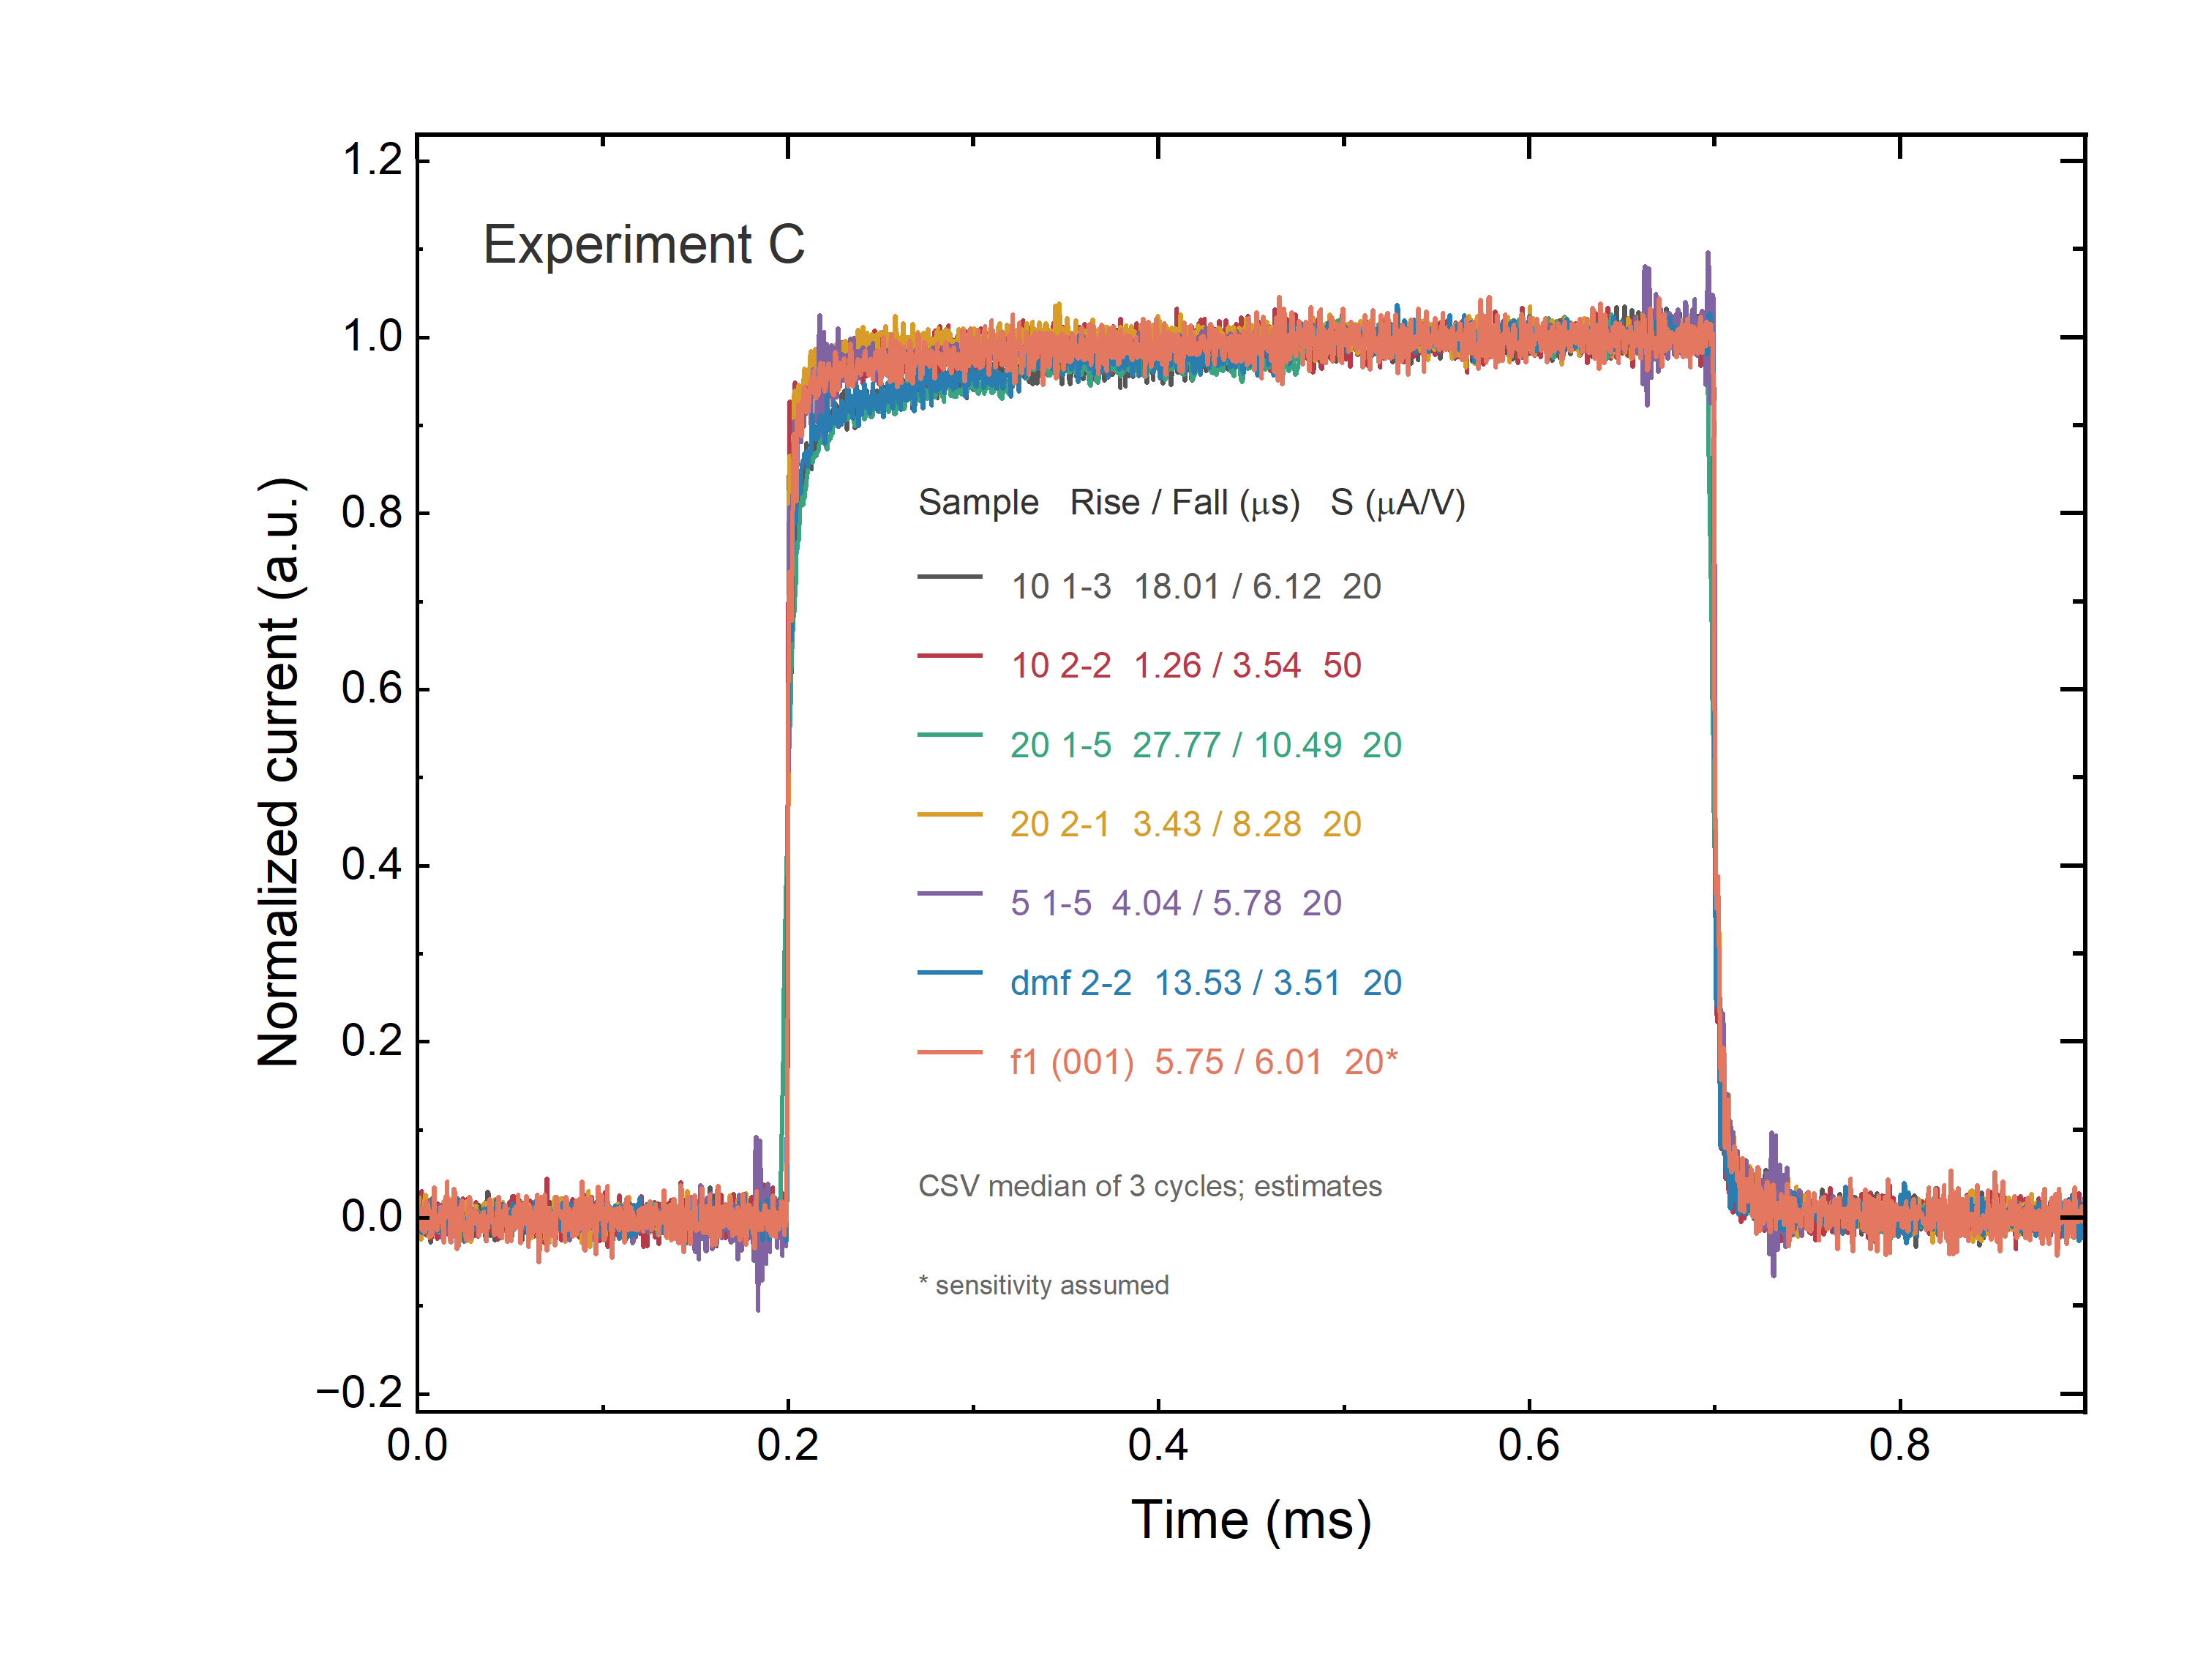 Experiment C
1.2
1.0
0.8
0.6
0.4
0.2
0.0
−0.2
Normalized current (a.u.)
Sample Rise / Fall (μs) S (μA/V)
10 1-3 18.01 / 6.12 20
10 2-2 1.26 / 3.54 50
20 1-5 27.77 / 10.49 20
20 2-1 3.43 / 8.28 20
5 1-5 4.04 / 5.78 20
dmf 2-2 13.53 / 3.51 20
f1 (001) 5.75 / 6.01 20*
CSV median of 3 cycles; estimates
* sensitivity assumed
0.0 0.2 0.4 0.6 0.8
Time (ms)